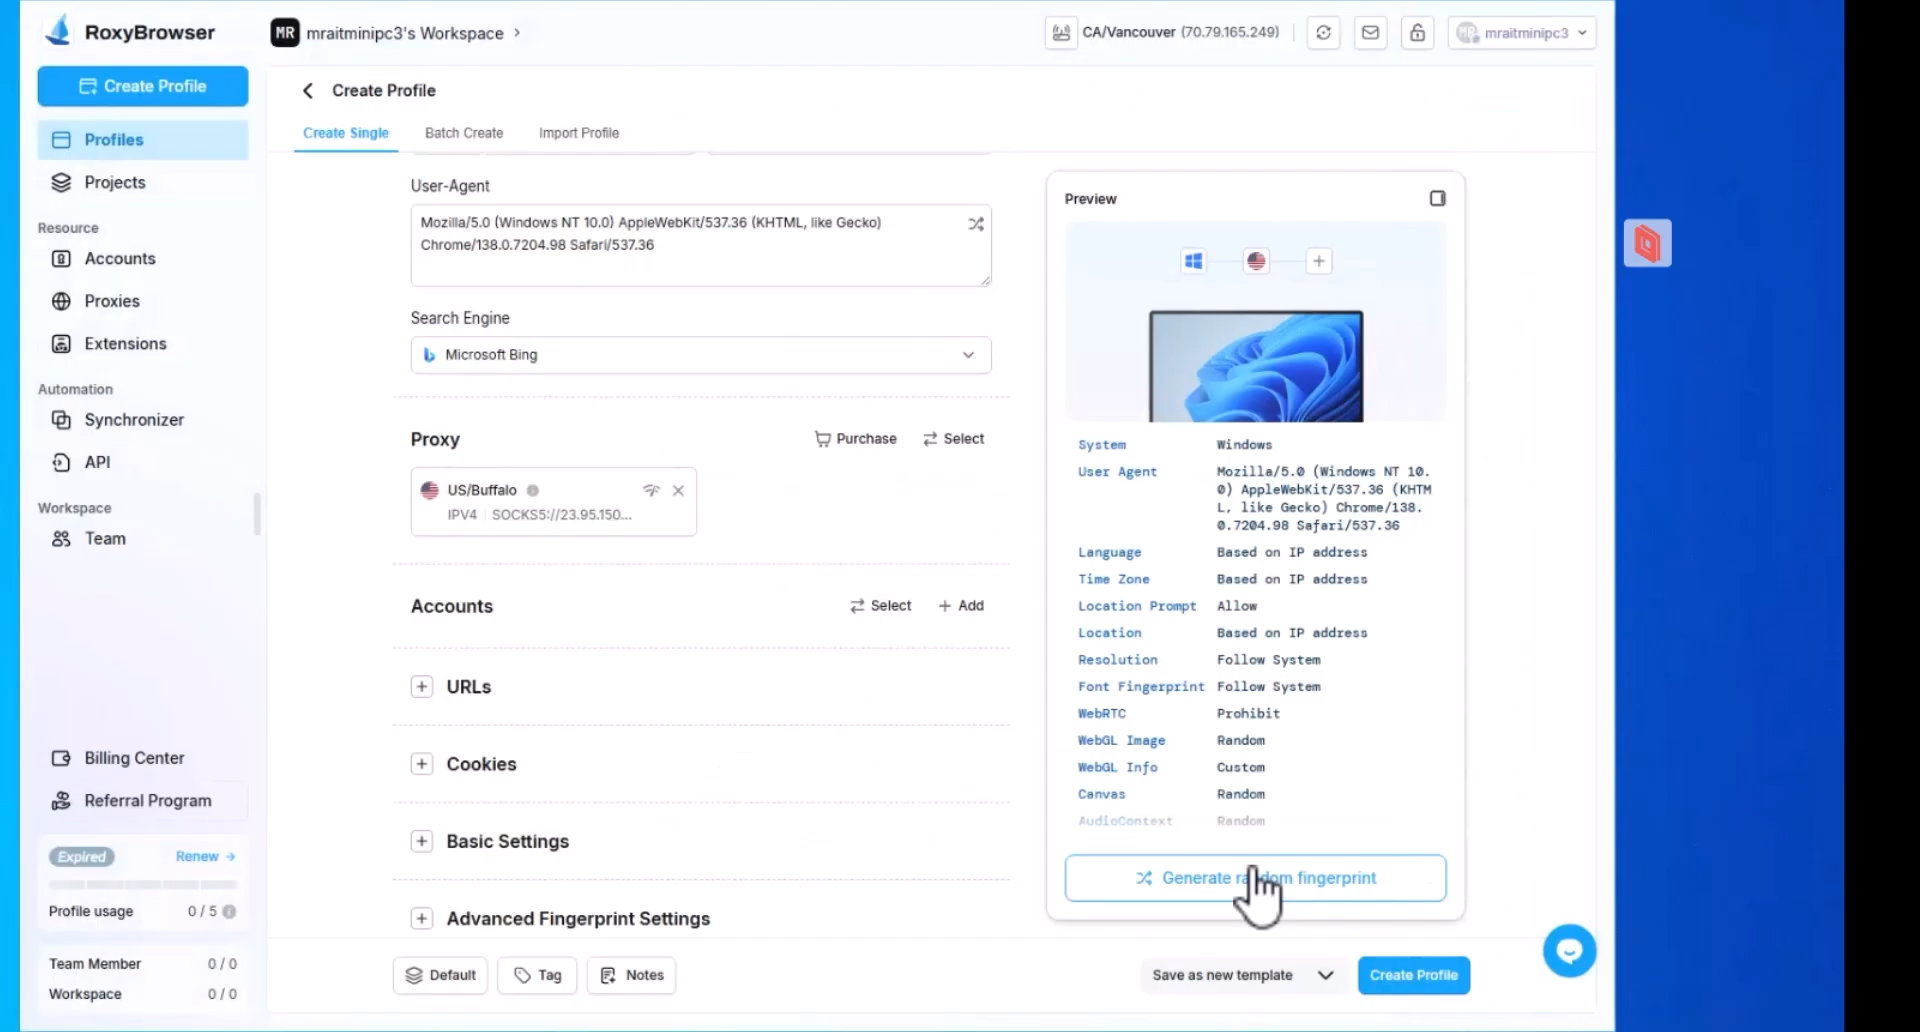 RoxyBrowser
MR mraitminipc3's Workspace
CA/Vancouver (70.79.165.249)
mraitminipc3
Create Profile
Profiles
Projects
Resource
Accounts
Proxies
Extensions
Automation
Synchronizer
API
Workspace
Team
Billing Center
Referral Program
Expired Renew
Profile usage 0 / 5
Team Member 0 / 0
Workspace 0 / 0
Create Profile
Create Single Batch Create Import Profile
User-Agent
Mozilla/5.0 (Windows NT 10.0) AppleWebKit/537.36 (KHTML, like Gecko)
Chrome/138.0.7204.98 Safari/537.36
Search Engine
Microsoft Bing
Proxy Purchase Select
US/Buffalo
IPV4 SOCKS5://23.95.150...
Accounts Select Add
URLs
Cookies
Basic Settings
Advanced Fingerprint Settings
Default Tag Notes
Preview
System Windows
User Agent Mozilla/5.0 (Windows NT 10.
0) AppleWebKit/537.36 (KHTM
L, like Gecko) Chrome/138.
0.7204.98 Safari/537.36
Language Based on IP address
Time Zone Based on IP address
Location Prompt Allow
Location Based on IP address
Resolution Follow System
Font Fingerprint Follow System
WebRTC Prohibit
WebGL Image Random
WebGL Info Custom
Canvas Random
AudioContext Random
Generate random fingerprint
Save as new template
Create Profile